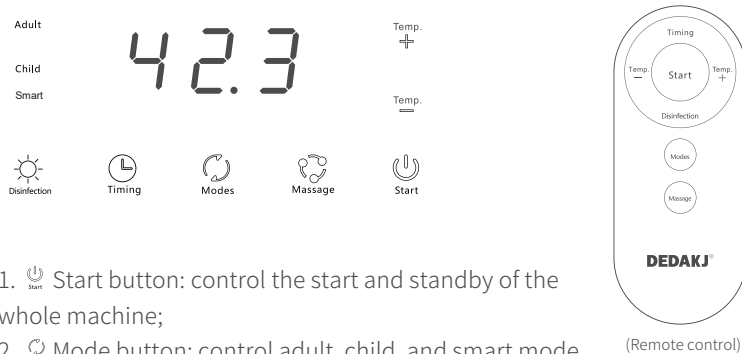 Adult
Child
Smart
42.3
Temp.
Temp.
Disinfection
Timing
Modes
Massage
Start
Timing
Temp.
Start
Temp.
Disinfection
Modes
Massage
DEDAKJ®
(Remote control)
1. Start Start button: control the start and standby of the
whole machine;
2. Mode button: control adult, child, and smart mode